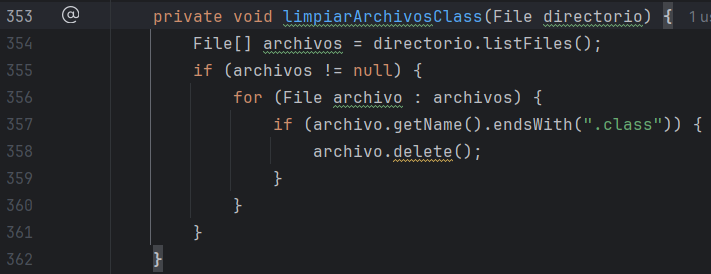 353 @ private void limpiarArchivosClass(File directorio) { 1 us
354 File[] archivos = directorio.listFiles();
355 if (archivos != null) {
356 for (File archivo : archivos) {
357 if (archivo.getName().endsWith(".class")) {
358 archivo.delete();
359 }
360 }
361 }
362 }